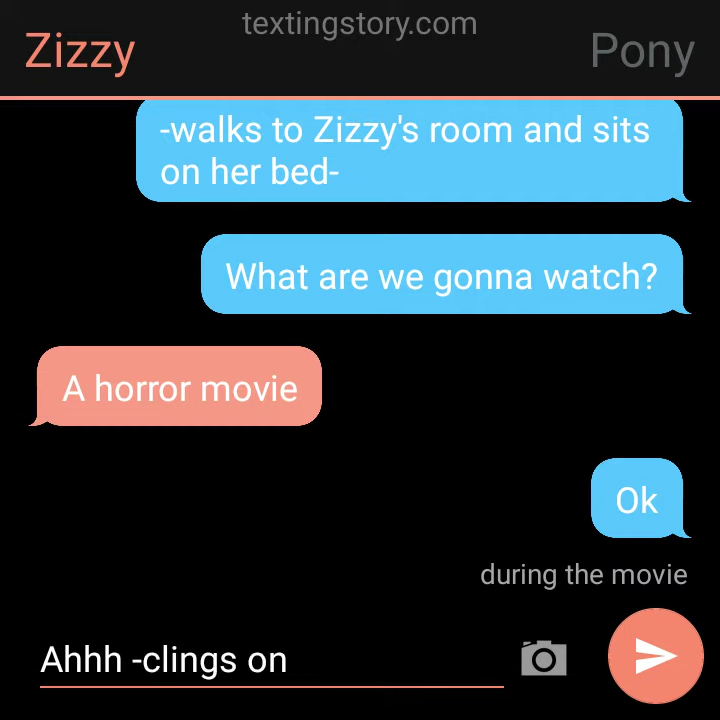 textingstory.com
Zizzy
Pony
-walks to Zizzy's room and sits
on her bed-
What are we gonna watch?
A horror movie
Ok
during the movie
Ahhh -clings on